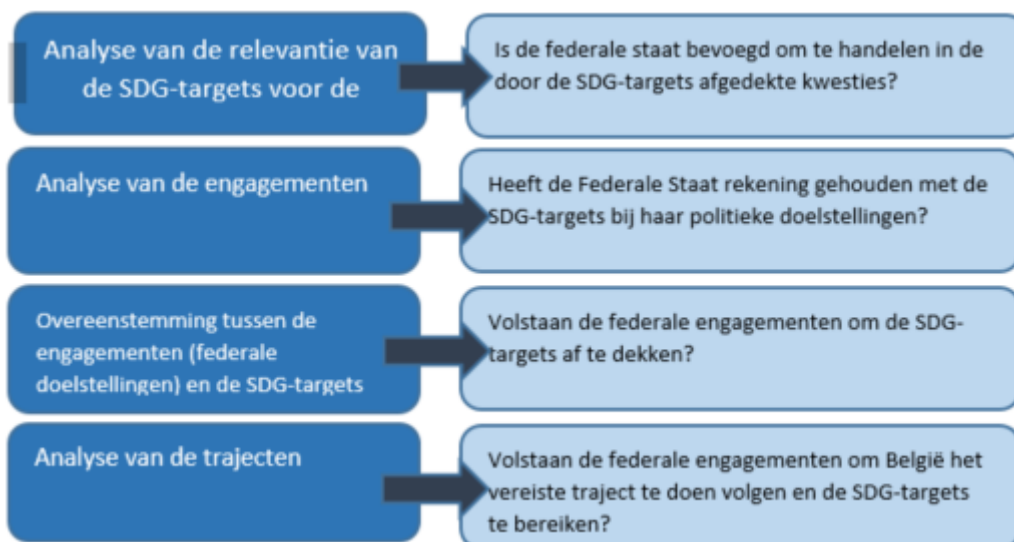 Analyse van de relevantie van
de SDG-targets voor de
Is de federale staat bevoegd om te handelen in de
door de SDG-targets afgedekte kwesties?
Analyse van de engagementen
Heeft de Federale Staat rekening gehouden met de
SDG-targets bij haar politieke doelstellingen?
Overeenstemming tussen de
engagementen (federale
doelstellingen) en de SDG-targets
Volstaan de federale engagementen om de SDG-
targets af te dekken?
Analyse van de trajecten
Volstaan de federale engagementen om België het
vereiste traject te doen volgen en de SDG-targets
te bereiken?